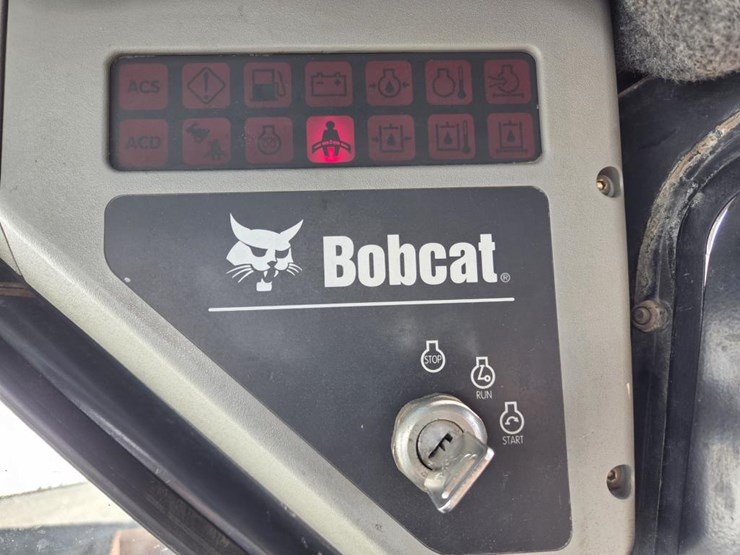 ACS
ACD
Bobcat®
STOP
RUN
START